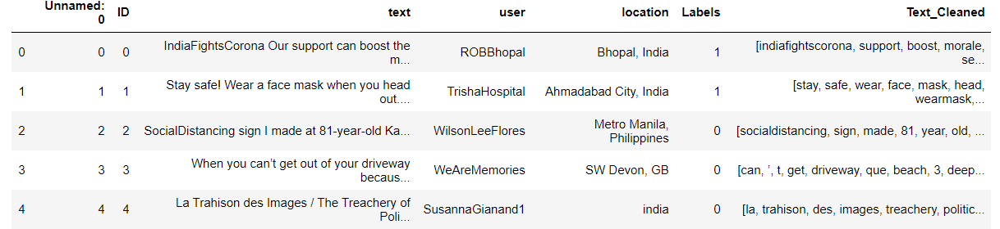 Unnamed: 0 ID text user location Labels Text_Cleaned
0 0 0 IndiaFightsCorona Our support can boost the m... ROBBhopal Bhopal, India 1 [indiafightscorona, support, boost, morale, se...
1 1 1 Stay safe! Wear a face mask when you head out.... TrishaHospital Ahmadabad City, India 1 [stay, safe, wear, face, mask, head, wearmask,...
2 2 2 SocialDistancing sign I made at 81-year-old Ka... WilsonLeeFlores Metro Manila, Philippines 0 [socialdistancing, sign, made, 81, year, old, ...
3 3 3 When you can’t get out of your driveway becaus... WeAreMemories SW Devon, GB 0 [can, ’, t, get, driveway, que, beach, 3, deep...
4 4 4 La Trahison des Images / The Treachery of Poli... SusannaGianand1 india 0 [la, trahison, des, images, treachery, politic...